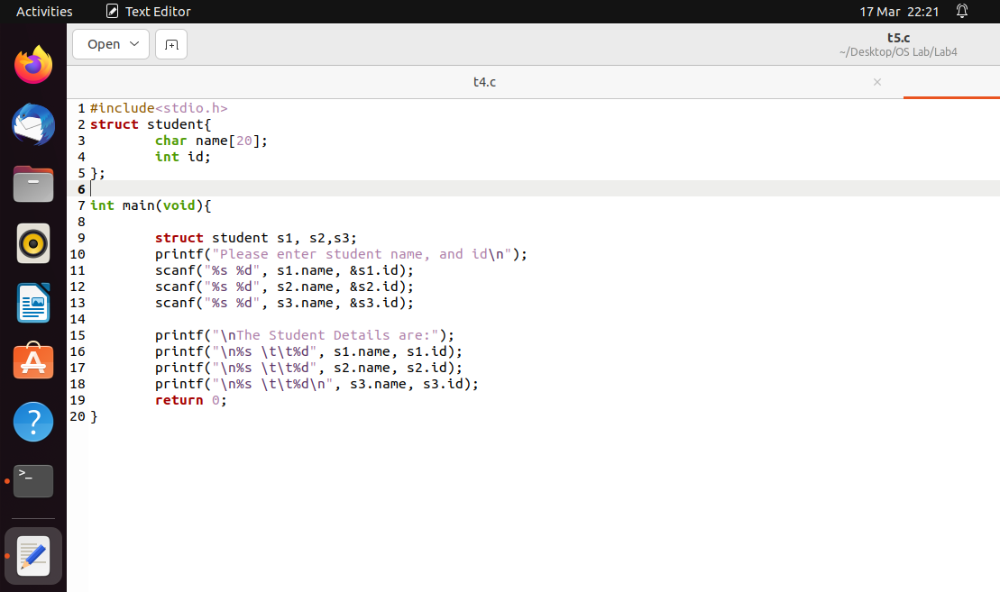 Activities Text Editor 17 Mar 22:21
Open t5.c
~/Desktop/OS Lab/Lab4
t4.c ×
1 #include<stdio.h>
2 struct student{
3         char name[20];
4         int id;
5 };
6
7 int main(void){
8
9         struct student s1, s2,s3;
10         printf("Please enter student name, and id\n");
11         scanf("%s %d", s1.name, &s1.id);
12         scanf("%s %d", s2.name, &s2.id);
13         scanf("%s %d", s3.name, &s3.id);
14
15         printf("\nThe Student Details are:");
16         printf("\n%s \t\t%d", s1.name, s1.id);
17         printf("\n%s \t\t%d", s2.name, s2.id);
18         printf("\n%s \t\t%d\n", s3.name, s3.id);
19         return 0;
20 }